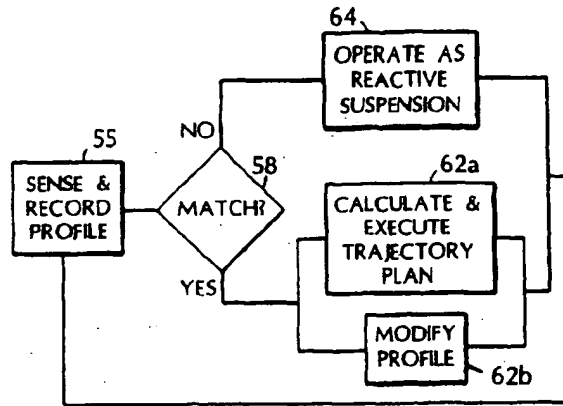 64
OPERATE AS
REACTIVE
SUSPENSION
NO
55
SENSE &
RECORD
PROFILE
58
MATCH?
YES
62a
CALCULATE &
EXECUTE
TRAJECTORY
PLAN
MODIFY
PROFILE
62b